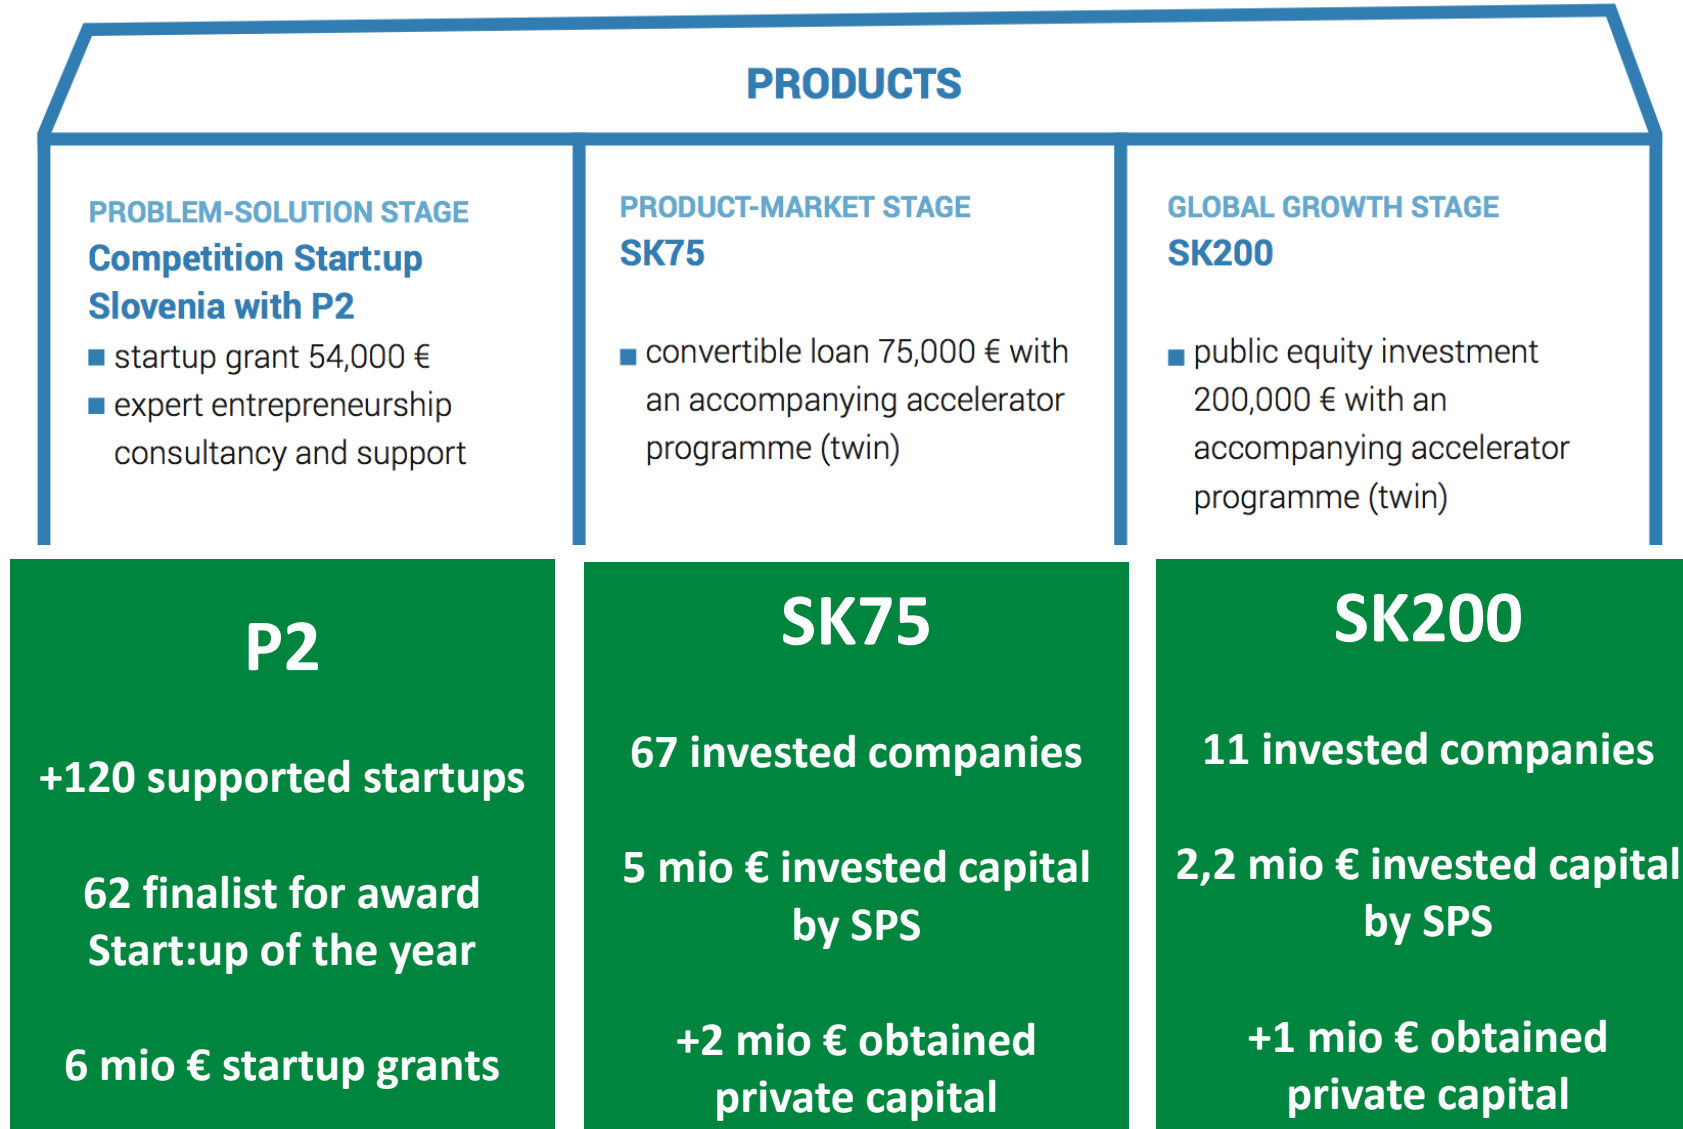 PRODUCTS
PROBLEM-SOLUTION STAGE
Competition Start:up
Slovenia with P2
startup grant 54,000 €
expert entrepreneurship
consultancy and support
PRODUCT-MARKET STAGE
SK75
convertible loan 75,000 € with
an accompanying accelerator
programme (twin)
GLOBAL GROWTH STAGE
SK200
public equity investment
200,000 € with an
accompanying accelerator
programme (twin)
P2
+120 supported startups
62 finalist for award
Start:up of the year
6 mio € startup grants
SK75
67 invested companies
5 mio € invested capital
by SPS
+2 mio € obtained
private capital
SK200
11 invested companies
2,2 mio € invested capital
by SPS
+1 mio € obtained
private capital